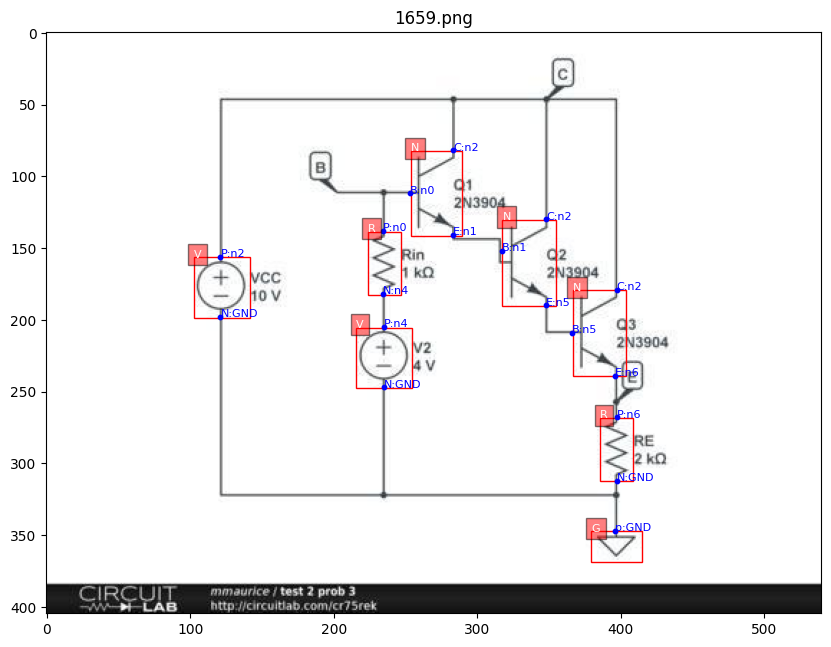 1659.png
0
50
100
150
200
250
300
350
400
0
100
200
300
400
500
C
B
N
C:n2
B:n0
Q1
2N3904
E:n1
R
P:n0
Rin
1 kΩ
N:n4
N
C:n2
B:n1
Q2
2N3904
E:n5
V
P:n2
VCC
10 V
N:GND
V
P:n4
V2
4 V
N:GND
N
C:n2
B:n5
Q3
2N3904
E:n6
E
R
P:n6
RE
2 kΩ
N:GND
G
p:GND
CIRCUIT
LAB
mmaurice / test 2 prob 3
http://circuitlab.com/cr75rek